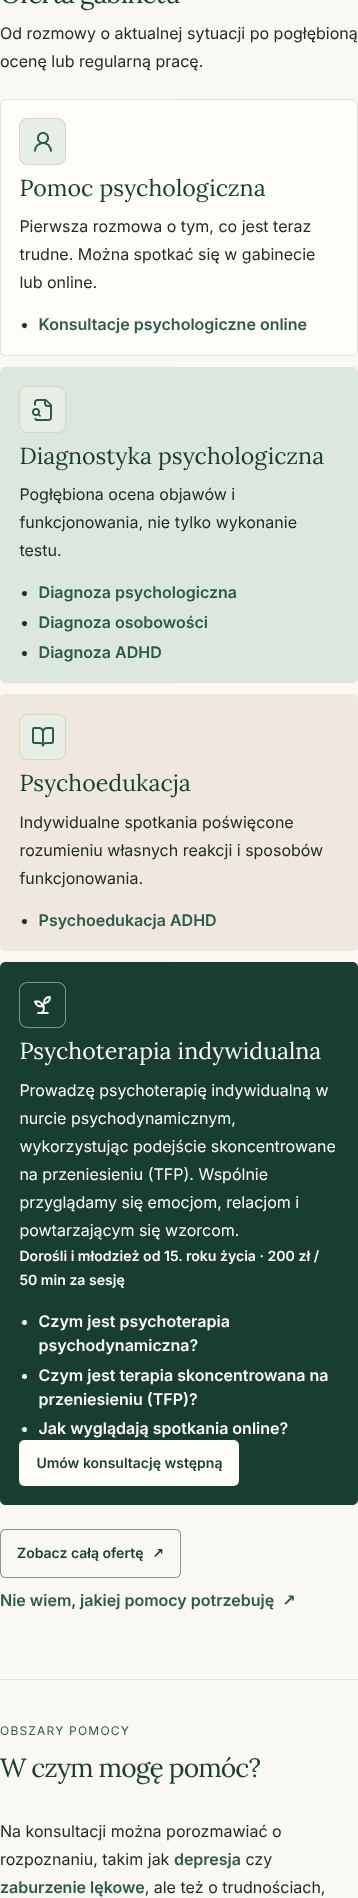 Oferta gabinetu
Od rozmowy o aktualnej sytuacji po pogłębioną
ocenę lub regularną pracę.
Pomoc psychologiczna
Pierwsza rozmowa o tym, co jest teraz
trudne. Można spotkać się w gabinecie
lub online.
• Konsultacje psychologiczne online
Diagnostyka psychologiczna
Pogłębiona ocena objawów i
funkcjonowania, nie tylko wykonanie
testu.
• Diagnoza psychologiczna
• Diagnoza osobowości
• Diagnoza ADHD
Psychoedukacja
Indywidualne spotkania poświęcone
rozumieniu własnych reakcji i sposobów
funkcjonowania.
• Psychoedukacja ADHD
Psychoterapia indywidualna
Prowadzę psychoterapię indywidualną w
nurcie psychodynamicznym,
wykorzystując podejście skoncentrowane
na przeniesieniu (TFP). Wspólnie
przyglądamy się emocjom, relacjom i
powtarzającym się wzorcom.
Dorośli i młodzież od 15. roku życia · 200 zł /
50 min za sesję
• Czym jest psychoterapia
psychodynamiczna?
• Czym jest terapia skoncentrowana na
przeniesieniu (TFP)?
• Jak wyglądają spotkania online?
Umów konsultację wstępną
Zobacz całą ofertę ↗
Nie wiem, jakiej pomocy potrzebuję ↗
OBSZARY POMOCY
W czym mogę pomóc?
Na konsultacji można porozmawiać o
rozpoznaniu, takim jak depresja czy
zaburzenie lękowe, ale też o trudnościach,